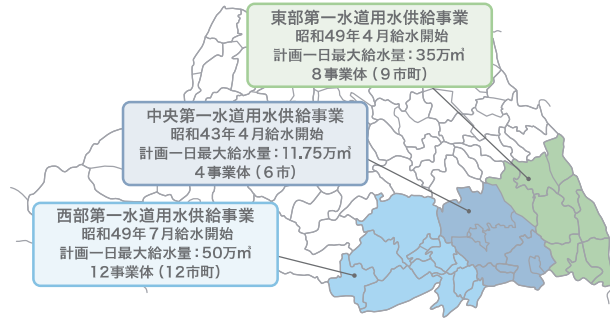 東部第一水道用水供給事業
昭和49年4月給水開始
計画一日最大給水量：35万㎥
8事業体（9市町）
中央第一水道用水供給事業
昭和43年4月給水開始
計画一日最大給水量：11.75万㎥
4事業体（6市）
西部第一水道用水供給事業
昭和49年7月給水開始
計画一日最大給水量：50万㎥
12事業体（12市町）